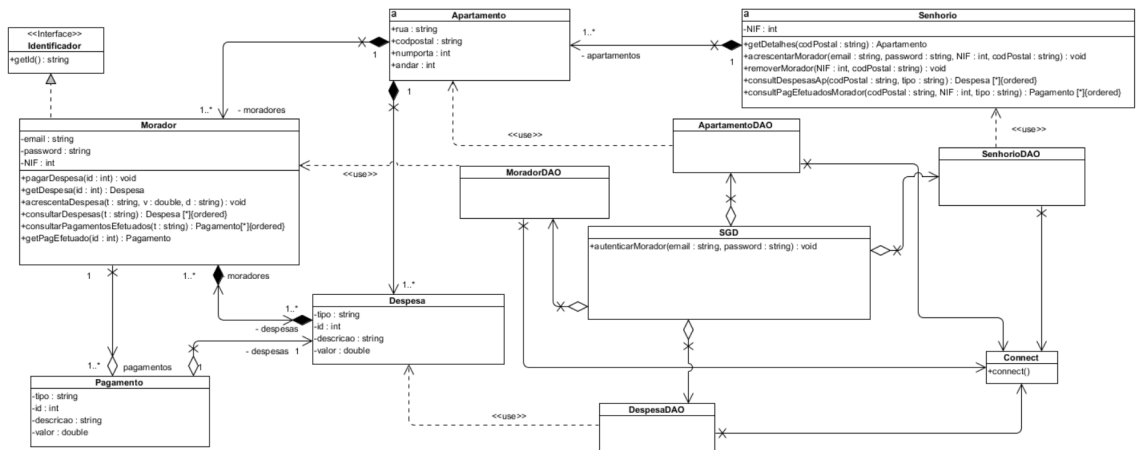 <<Interface>>
Identificador
+getId() : string
a
Apartamento
+rua : string
+codpostal : string
+numporta : int
+andar : int
a
Senhorio
-NIF : int
+getDetalhes(codPostal : string) : Apartamento
+acrescentarMorador(email : string, password : string, NIF : int, codPostal : string) : void
+removerMorador(NIF : int, codPostal : string) : void
+consultDespesasAp(codPostal : string, tipo : string) : Despesa [*]{ordered}
+consultPagEfetuadosMorador(codPostal : string, NIF : int, tipo : string) : Pagamento [*]{ordered}
1
1..*
- apartamentos
1
1
1..*
- moradores
Morador
-email : string
-password : string
-NIF : int
+pagarDespesa(id : int) : void
+getDespesa(id : int) : Despesa
+acrescentaDespesa(t : string, v : double, d : string) : void
+consultarDespesas(t : string) : Despesa [*]{ordered}
+consultarPagamentosEfetuados(t : string) : Pagamento[*]{ordered}
+getPagEfetuado(id : int) : Pagamento
<<use>>
<<use>>
<<use>>
ApartamentoDAO
SenhorioDAO
MoradorDAO
SGD
+autenticarMorador(email : string, password : string) : void
1
1..*
- moradores
1..*
1..*
- despesas
- despesas
1
Despesa
-tipo : string
-id : int
-descricao : string
-valor : double
1..*
pagamentos
1
Pagamento
-tipo : string
-id : int
-descricao : string
-valor : double
Connect
+connect()
<<use>>
DespesaDAO